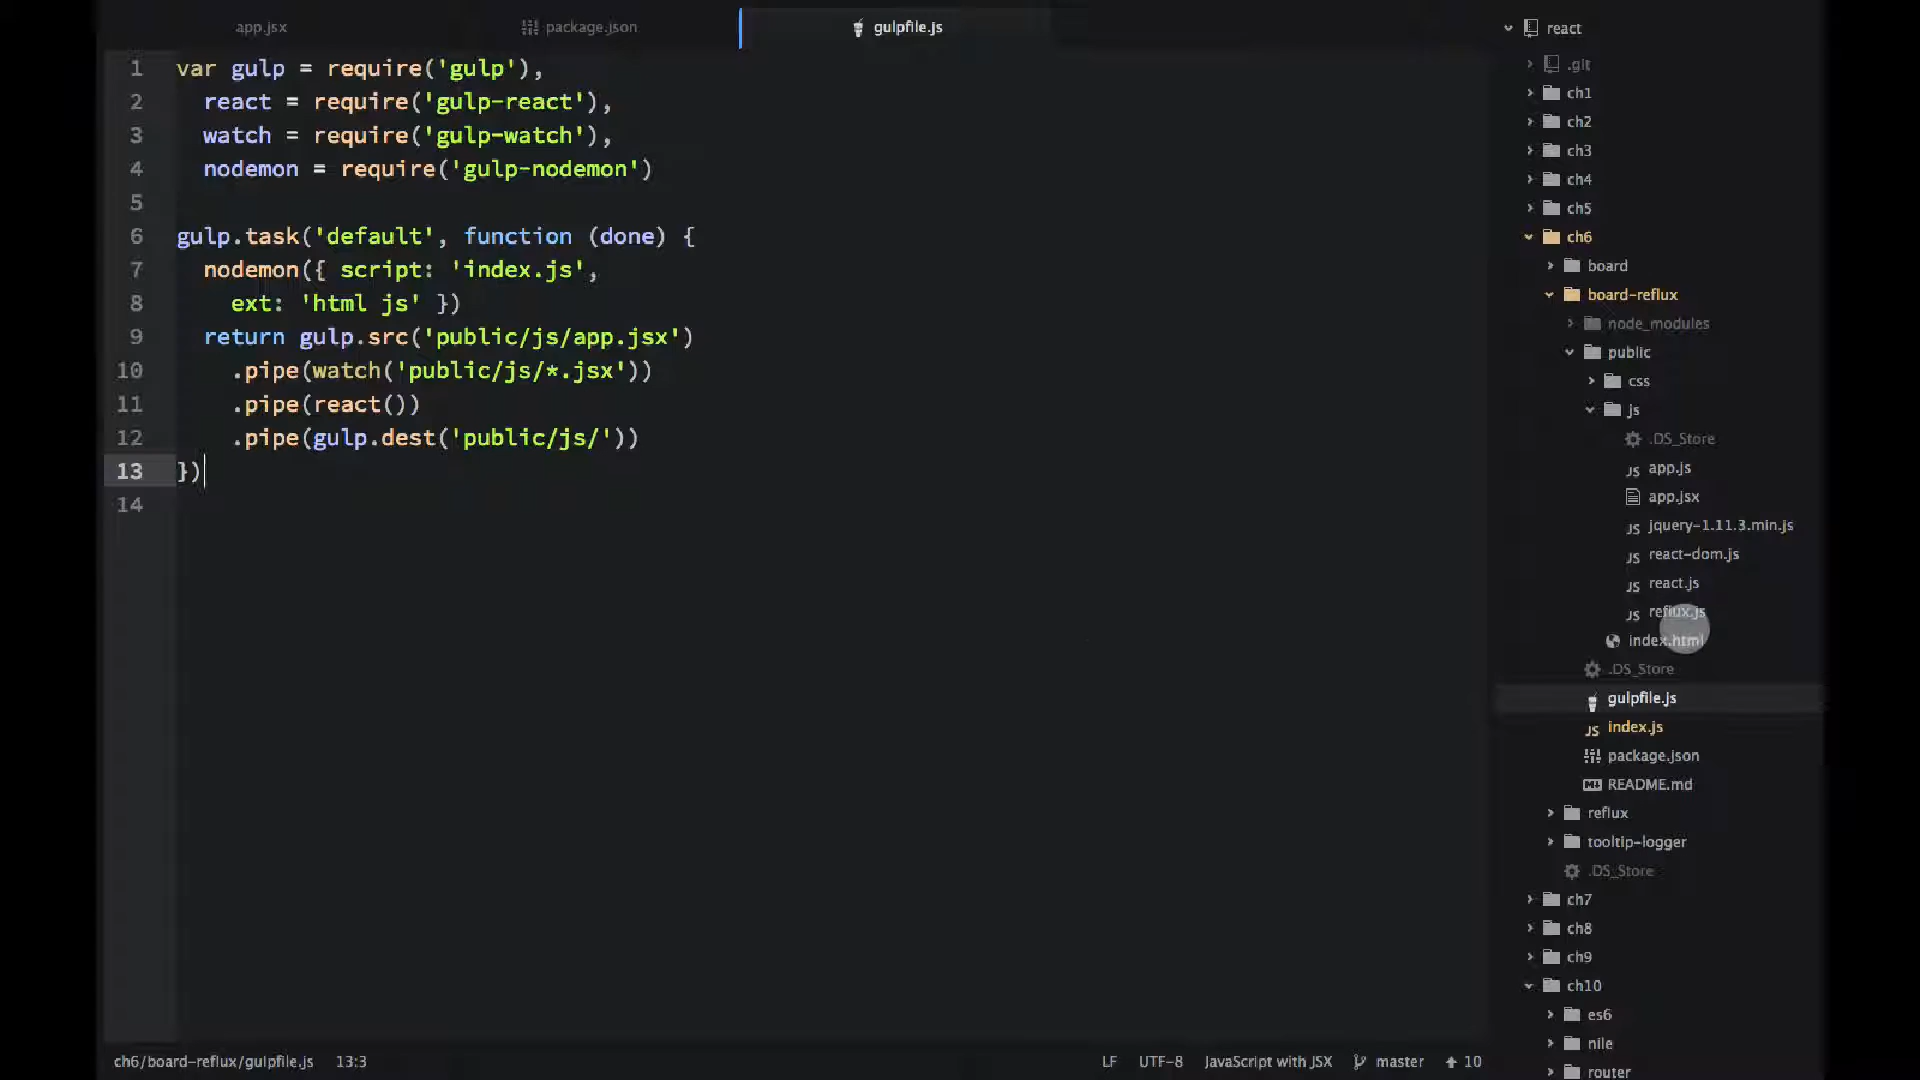 app.jsx
package.json
gulpfile.js
1 var gulp = require('gulp'),
2 react = require('gulp-react'),
3 watch = require('gulp-watch'),
4 nodemon = require('gulp-nodemon')
5
6 gulp.task('default', function (done) {
7 nodemon({ script: 'index.js',
8 ext: 'html js' })
9 return gulp.src('public/js/app.jsx')
10 .pipe(watch('public/js/*.jsx'))
11 .pipe(react())
12 .pipe(gulp.dest('public/js/'))
13 })
14
react
.git
ch1
ch2
ch3
ch4
ch5
ch6
board
board-reflux
node_modules
public
css
js
.DS_Store
JS app.js
app.jsx
JS jquery-1.11.3.min.js
JS react-dom.js
JS react.js
JS reflux.js
index.html
.DS_Store
gulpfile.js
JS index.js
package.json
README.md
reflux
tooltip-logger
.DS_Store
ch7
ch8
ch9
ch10
es6
nile
router
ch6/board-reflux/gulpfile.js 13:3
LF UTF-8 JavaScript with JSX master 10